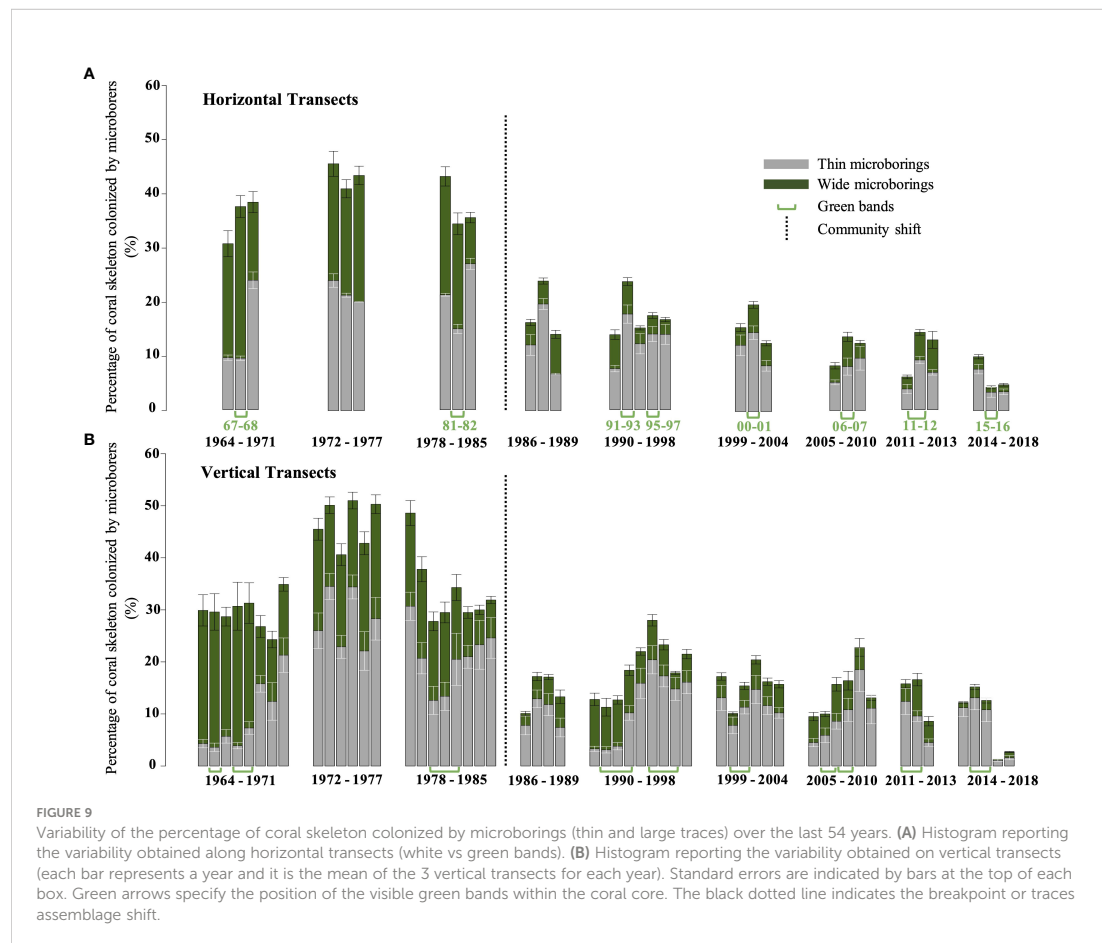 A
Percentage of coral skeleton colonized by microborers
(%)
60
50
40
30
20
10
0
Horizontal Transects
Thin microborings
Wide microborings
Green bands
Community shift
67-68
81-82
91-93
95-97
00-01
06-07
11-12
15-16
1964 - 1971
1972 - 1977
1978 - 1985
1986 - 1989
1990 - 1998
1999 - 2004
2005 - 2010
2011 - 2013
2014 - 2018
B
Percentage of coral skeleton colonized by microborers
(%)
60
50
40
30
20
10
0
Vertical Transects
1964 - 1971
1972 - 1977
1978 - 1985
1986 - 1989
1990 - 1998
1999 - 2004
2005 - 2010
2011 - 2013
2014 - 2018
FIGURE 9
Variability of the percentage of coral skeleton colonized by microborings (thin and large traces) over the last 54 years. (A) Histogram reporting
the variability obtained along horizontal transects (white vs green bands). (B) Histogram reporting the variability obtained on vertical transects
(each bar represents a year and it is the mean of the 3 vertical transects for each year). Standard errors are indicated by bars at the top of each
box. Green arrows specify the position of the visible green bands within the coral core. The black dotted line indicates the breakpoint or traces
assemblage shift.